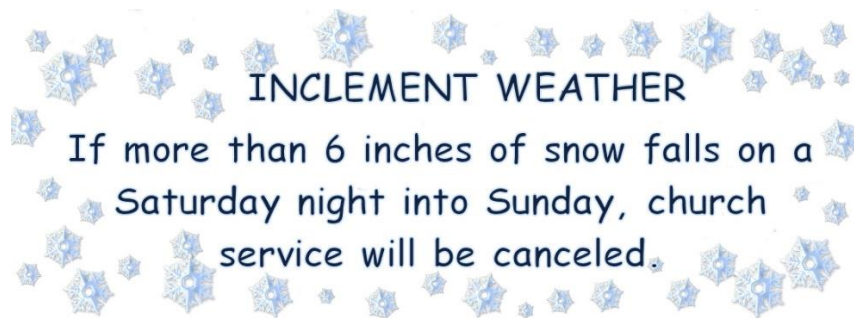 INCLEMENT WEATHER
If more than 6 inches of snow falls on a
Saturday night into Sunday, church
service will be canceled.